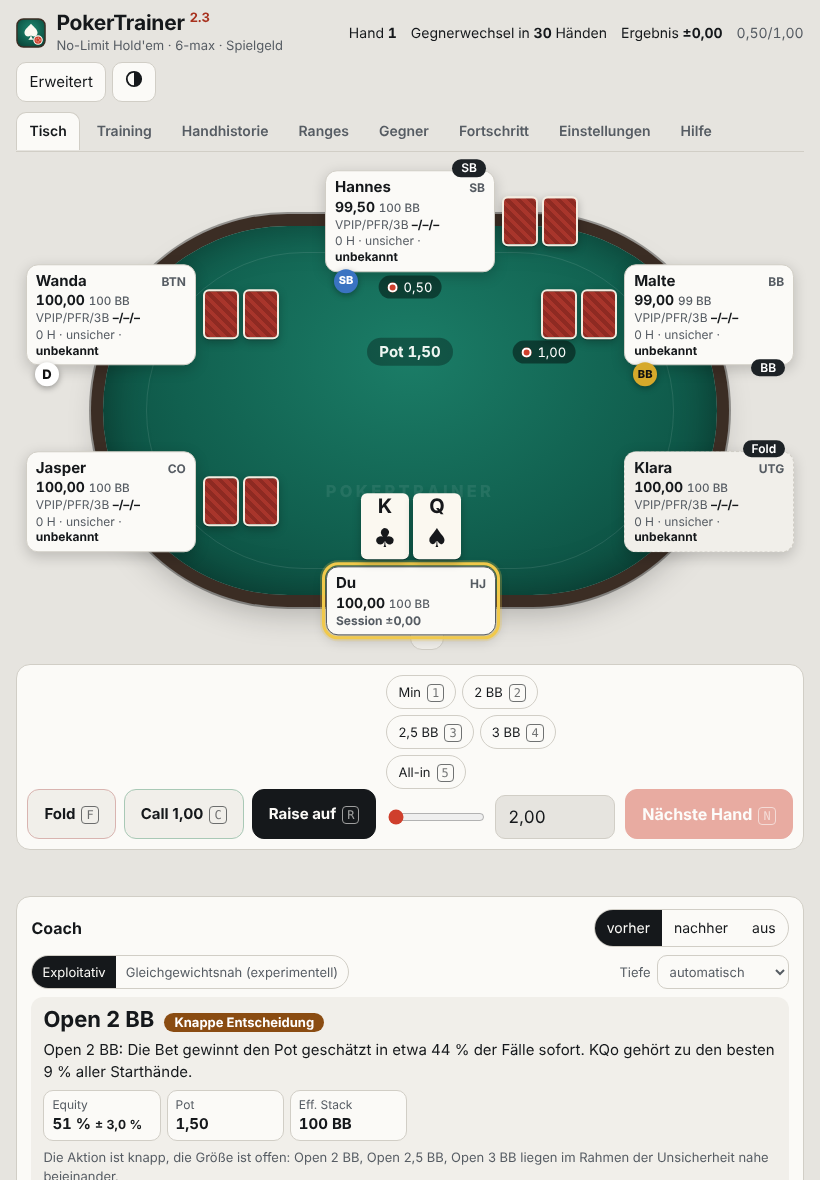 PokerTrainer 2.3
No-Limit Hold'em · 6-max · Spielgeld
Hand 1 Gegnerwechsel in 30 Händen Ergebnis ±0,00 0,50/1,00
Erweitert
Tisch Training Handhistorie Ranges Gegner Fortschritt Einstellungen Hilfe
SB
Hannes SB
99,50 100 BB
VPIP/PFR/3B –/–/–
0 H · unsicher ·
unbekannt
SB
0,50
Wanda BTN
100,00 100 BB
VPIP/PFR/3B –/–/–
0 H · unsicher ·
unbekannt
D
Malte BB
99,00 99 BB
VPIP/PFR/3B –/–/–
0 H · unsicher ·
unbekannt
BB
BB
Pot 1,50
1,00
Jasper CO
100,00 100 BB
VPIP/PFR/3B –/–/–
0 H · unsicher ·
unbekannt
Fold
Klara UTG
100,00 100 BB
VPIP/PFR/3B –/–/–
0 H · unsicher ·
unbekannt
POKERTRAINER
K Q
Du HJ
100,00 100 BB
Session ±0,00
Min 1 2 BB 2
2,5 BB 3 3 BB 4
All-in 5
Fold F Call 1,00 C Raise auf R 2,00 Nächste Hand N
Coach vorher nachher aus
Exploitativ Gleichgewichtsnah (experimentell) Tiefe automatisch
Open 2 BB Knappe Entscheidung
Open 2 BB: Die Bet gewinnt den Pot geschätzt in etwa 44 % der Fälle sofort. KQo gehört zu den besten
9 % aller Starthände.
Equity Pot Eff. Stack
51 % ± 3,0 % 1,50 100 BB
Die Aktion ist knapp, die Größe ist offen: Open 2 BB, Open 2,5 BB, Open 3 BB liegen im Rahmen der Unsicherheit nahe
beieinander.